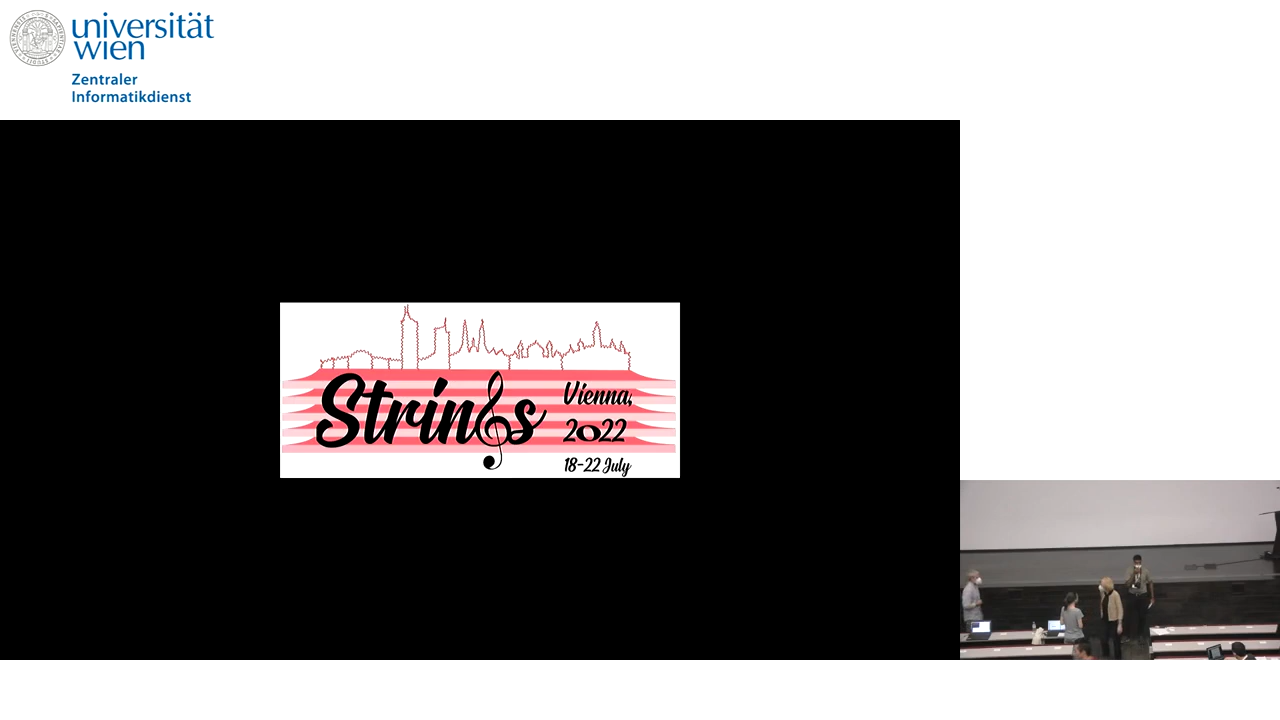 universität
wien
Zentraler
Informatikdienst
Strings
Vienna,
2022
18-22 July